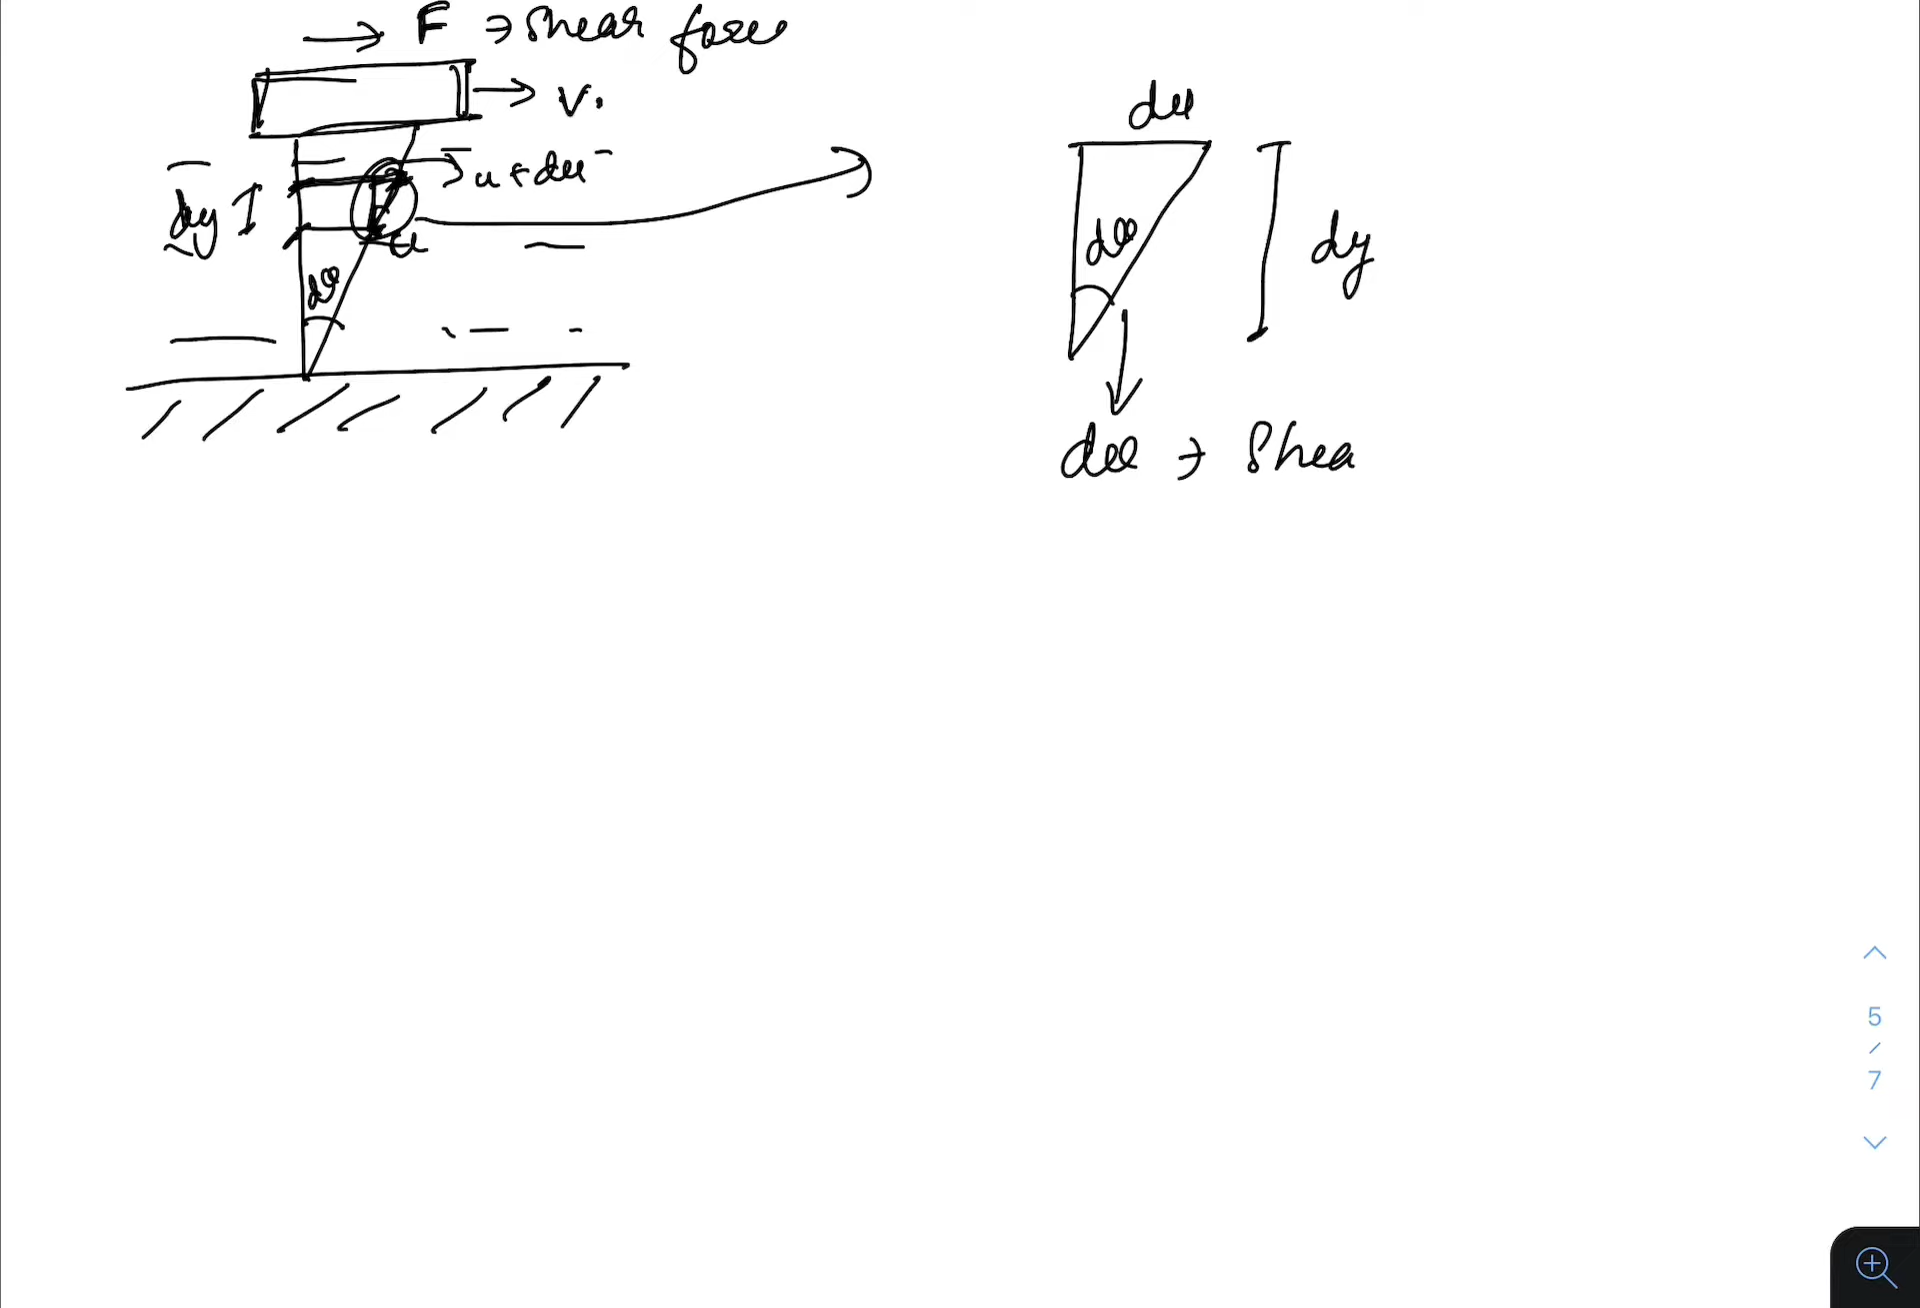 → F → shear force
→ V.
u + du
dy
u
dθ
du
dθ
dy
dθ → Shea
5
/
7